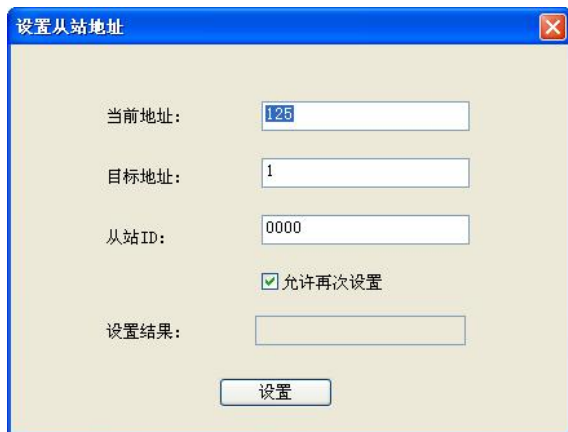 设置从站地址
当前地址： 125
目标地址： 1
从站ID： 0000
允许再次设置
设置结果：
设置